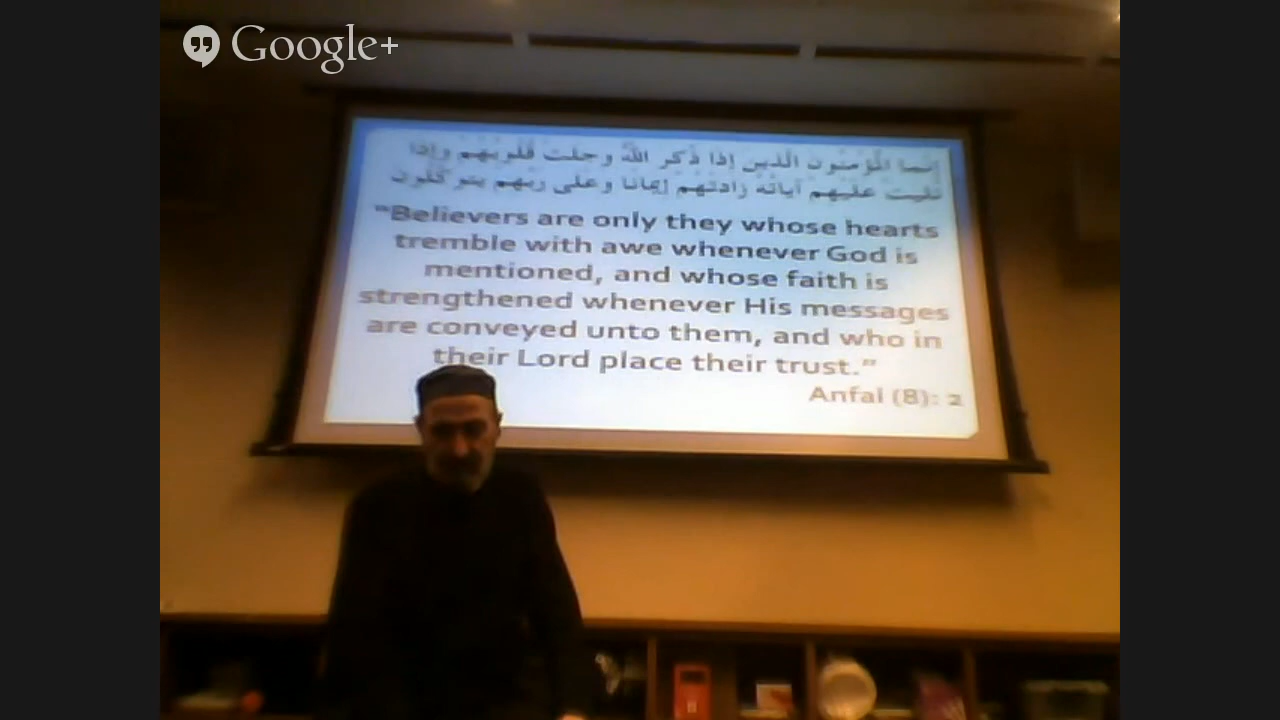 Google+
إنما المؤمنون الذين إذا ذكر الله وجلت قلوبهم وإذا
تليت عليهم آياته زادتهم إيمانا وعلى ربهم يتوكلون
"Believers are only they whose hearts
tremble with awe whenever God is
mentioned, and whose faith is
strengthened whenever His messages
are conveyed unto them, and who in
their Lord place their trust."
Anfal (8): 2